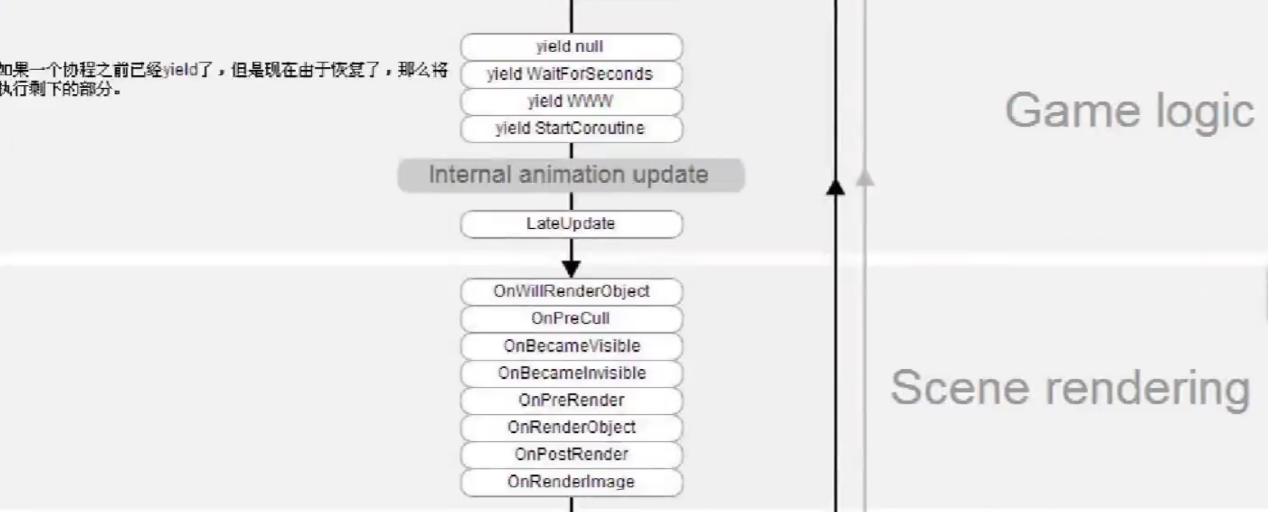 yield null
如果一个协程之前已经yield了，但是现在由于恢复了，那么将
执行剩下的部分。
yield WaitForSeconds
yield WWW
yield StartCoroutine
Game logic
Internal animation update
LateUpdate
OnWillRenderObject
OnPreCull
OnBecameVisible
OnBecameInvisible
OnPreRender
Scene rendering
OnRenderObject
OnPostRender
OnRenderImage